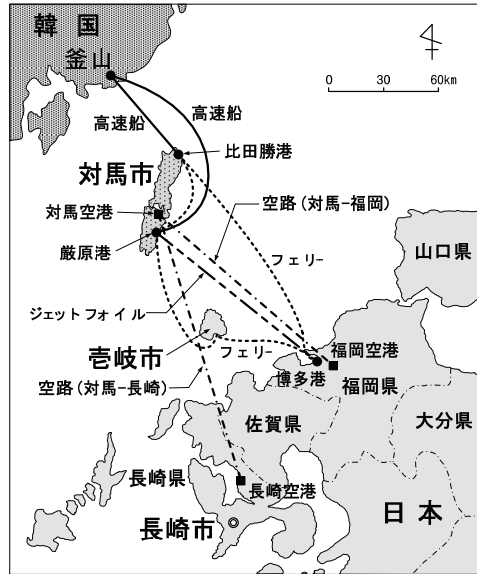 韓国
釜山
0 30 60km
高速船
高速船
比田勝港
対馬市
対馬空港
空路(対馬−福岡)
厳原港
フェリー
山口県
ジェットフォイル
壱岐市
フェリー
福岡空港
博多港
福岡県
空路(対馬−長崎)
佐賀県
大分県
長崎県
長崎空港
長崎市
日本